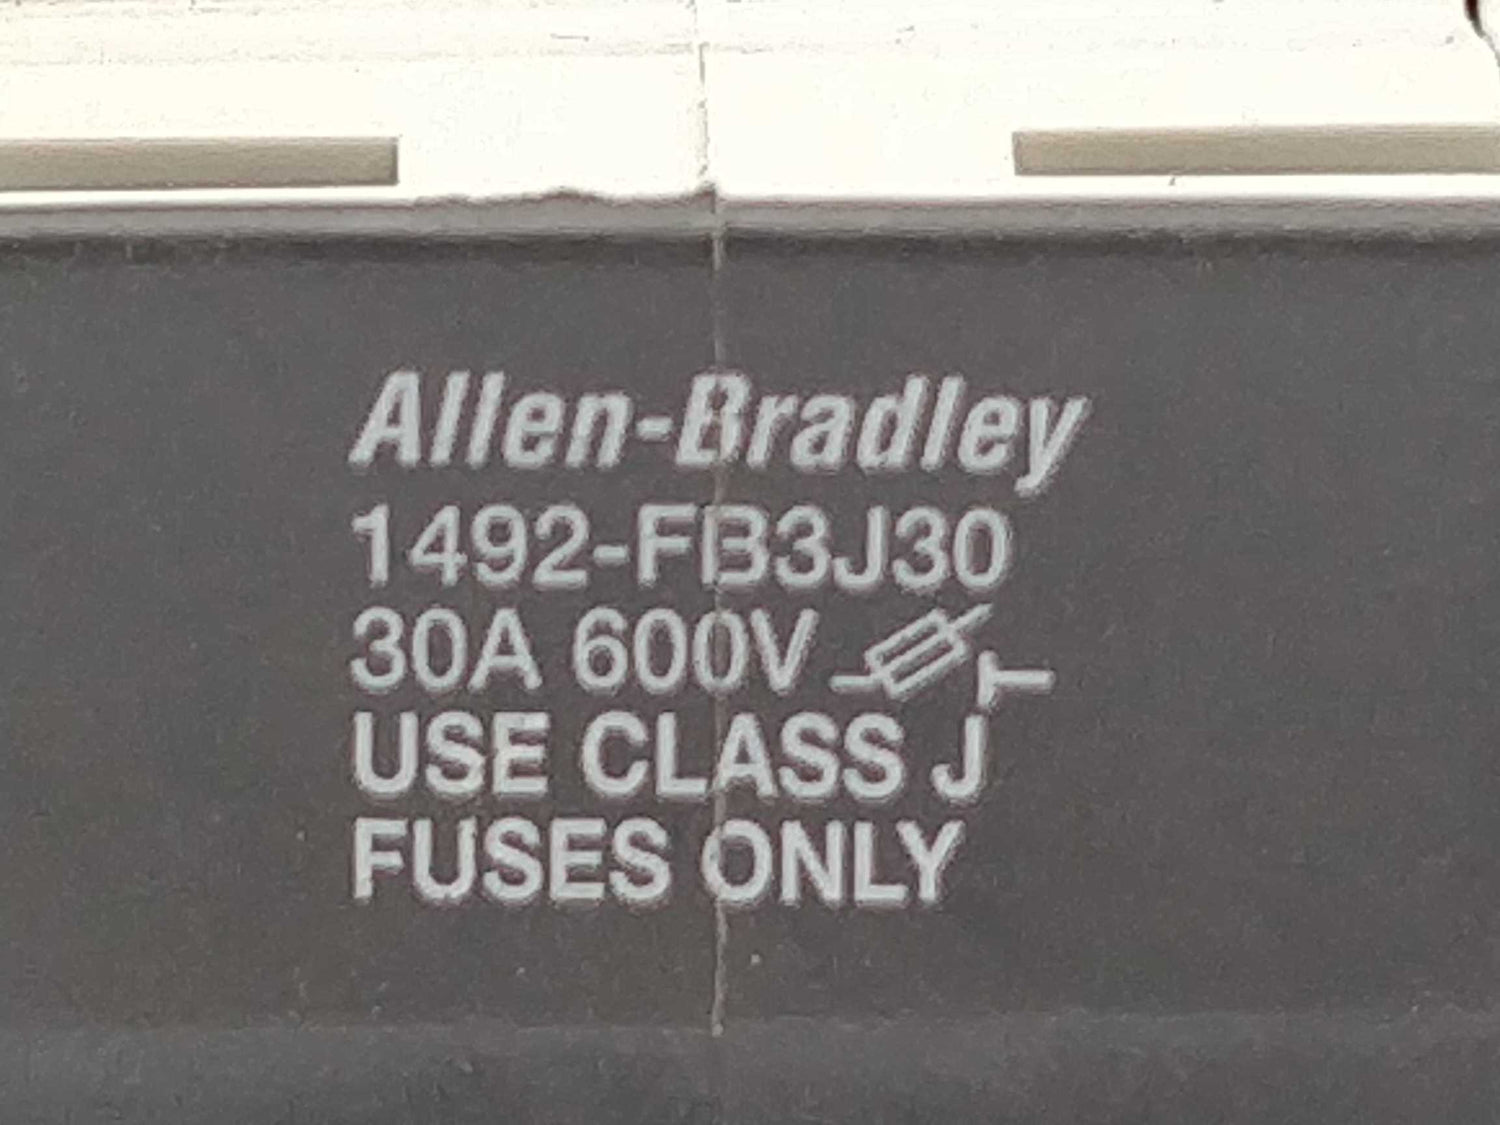 Allen-Bradley
1492-FB3J30
30A 600V
USE CLASS J
FUSES ONLY